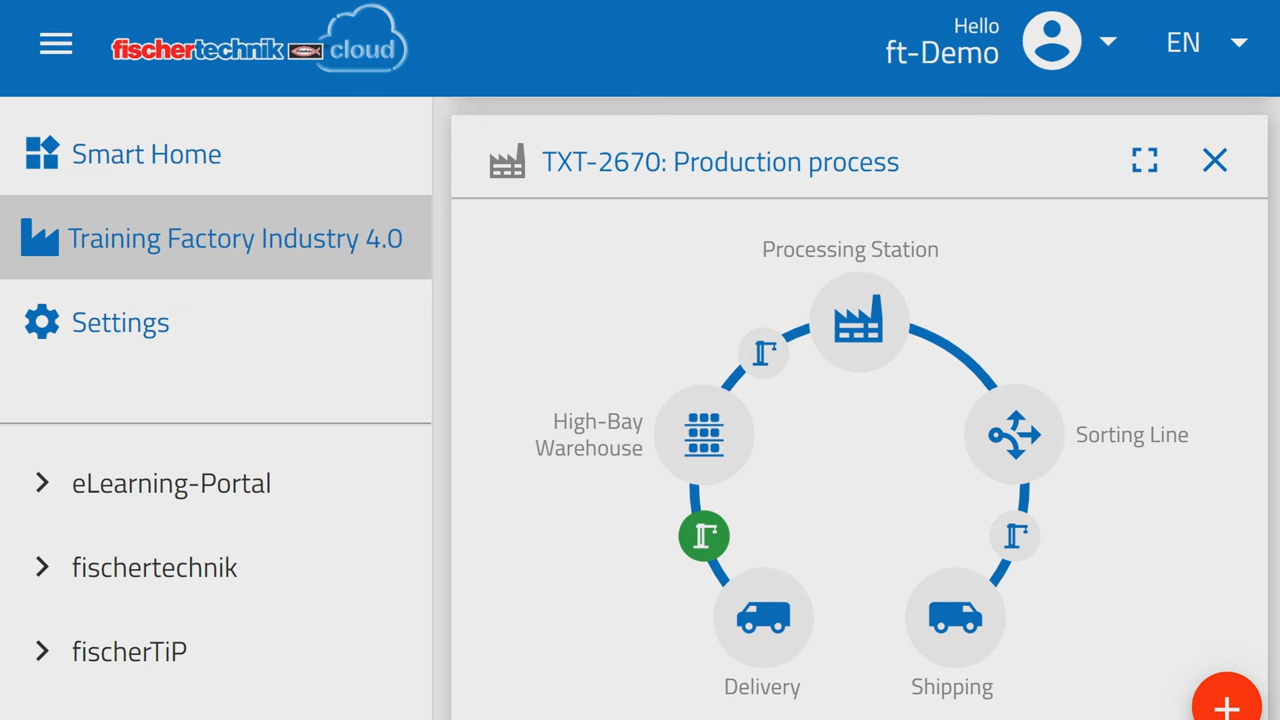 fischertechnik cloud
Hello
ft-Demo
EN
Smart Home
Training Factory Industry 4.0
Settings
eLearning-Portal
fischertechnik
fischerTiP
TXT-2670: Production process
Processing Station
High-Bay
Warehouse
Sorting Line
Delivery
Shipping